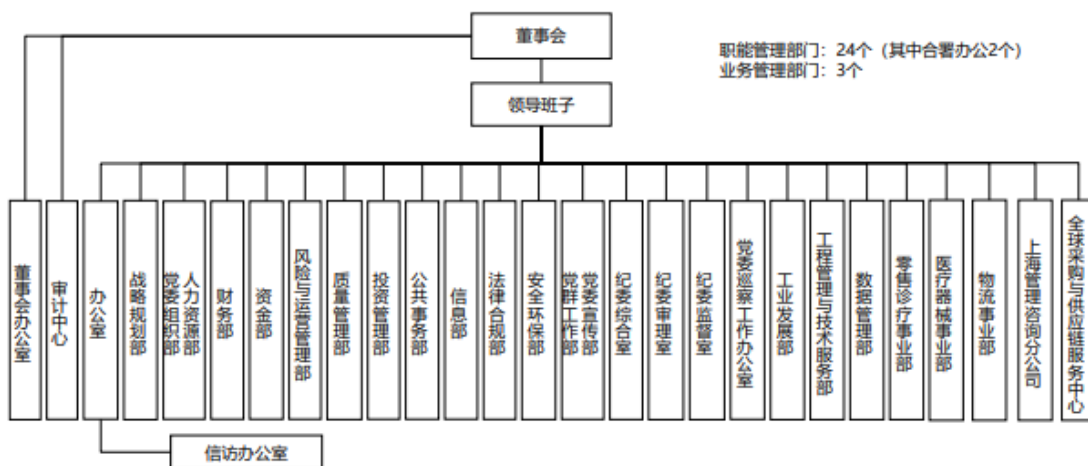 董事会
职能管理部门：24个（其中合署办公2个）
业务管理部门：3个
领导班子
董事会办公室
审计中心
办公室
战略规划部
人力资源部
党委组织部
财务部
资金部
风险与运营管理部
质量管理部
投资管理部
公共事务部
信息部
法律合规部
安全环保部
党委宣传部
党群工作部
纪委综合室
纪委审理室
纪委监督室
党委巡察工作办公室
工业发展部
工程管理与技术服务部
数据管理部
零售诊疗事业部
医疗器械事业部
物流事业部
上海管理咨询分公司
全球采购与供应链服务中心
信访办公室